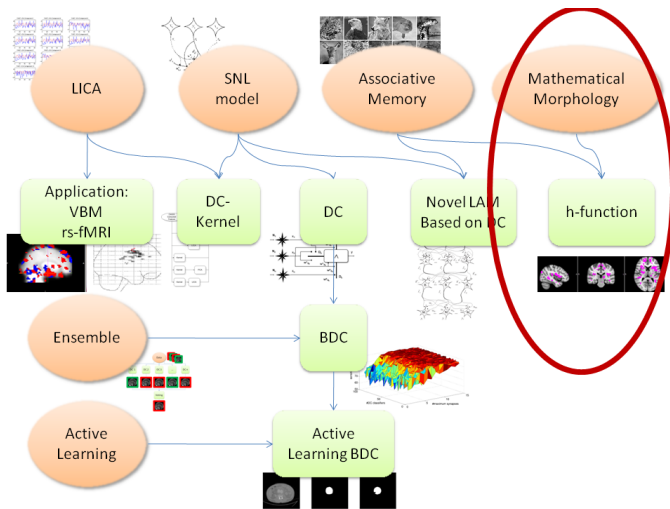 LICA
SNL
model
Associative
Memory
Mathematical
Morphology
Application:
VBM
rs-fMRI
DC-
Kernel
DC
Novel LAM
Based on DC
h-function
Ensemble
BDC
Active
Learning
Active
Learning BDC